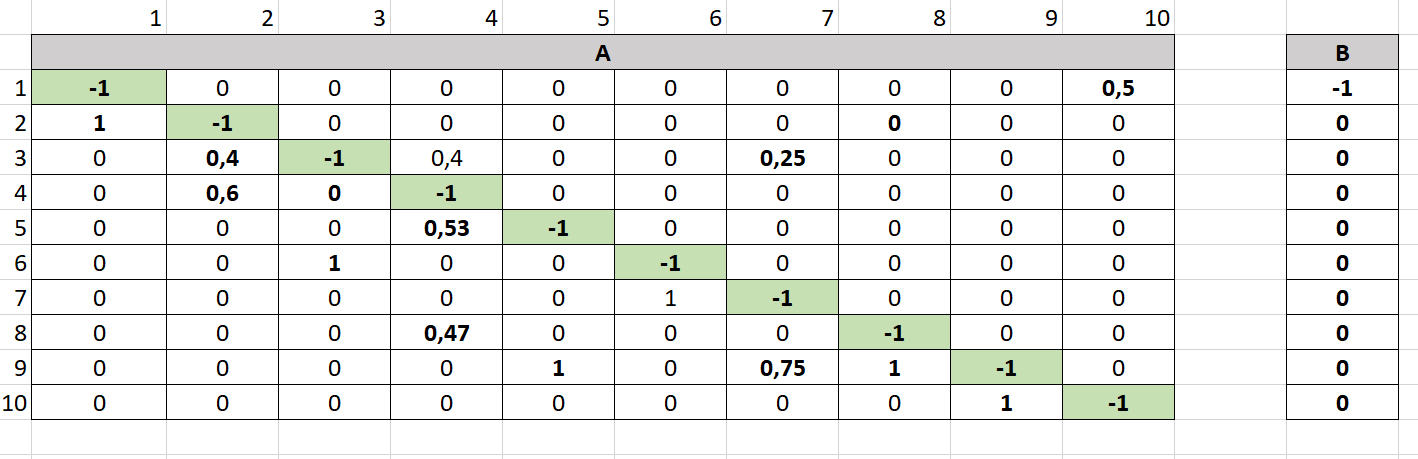 1 2 3 4 5 6 7 8 9 10
A B
1 -1 0 0 0 0 0 0 0 0 0,5 -1
2 1 -1 0 0 0 0 0 0 0 0 0
3 0 0,4 -1 0,4 0 0 0,25 0 0 0 0
4 0 0,6 0 -1 0 0 0 0 0 0 0
5 0 0 0 0,53 -1 0 0 0 0 0 0
6 0 0 1 0 0 -1 0 0 0 0 0
7 0 0 0 0 0 1 -1 0 0 0 0
8 0 0 0 0,47 0 0 0 -1 0 0 0
9 0 0 0 0 1 0 0,75 1 -1 0 0
10 0 0 0 0 0 0 0 0 1 -1 0